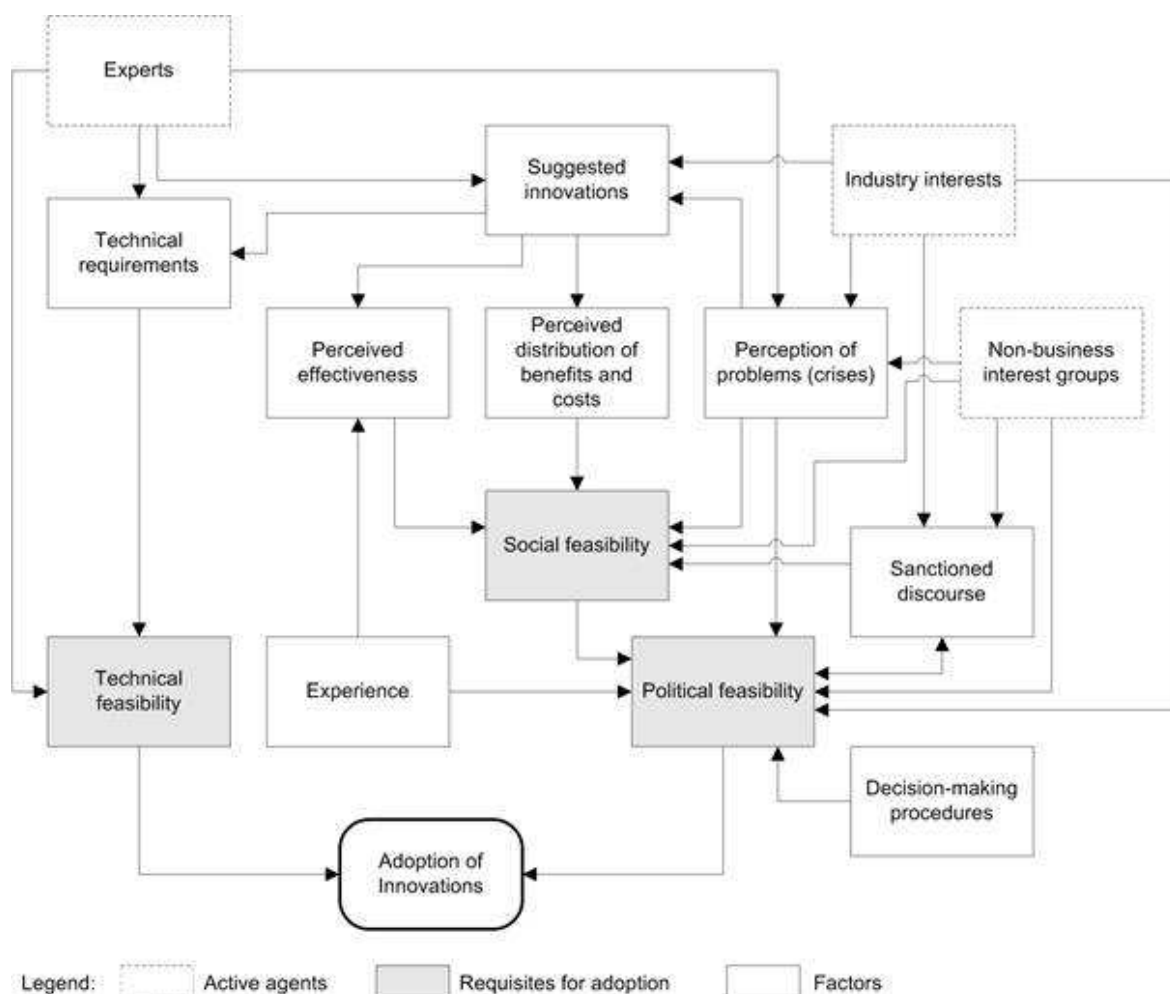 Experts
Suggested
innovations
Industry interests
Technical
requirements
Perceived
effectiveness
Perceived
distribution of
benefits and
costs
Perception of
problems (crises)
Non-business
interest groups
Social feasibility
Sanctioned
discourse
Technical
feasibility
Experience
Political feasibility
Decision-making
procedures
Adoption of
Innovations
Legend: Active agents Requisites for adoption Factors